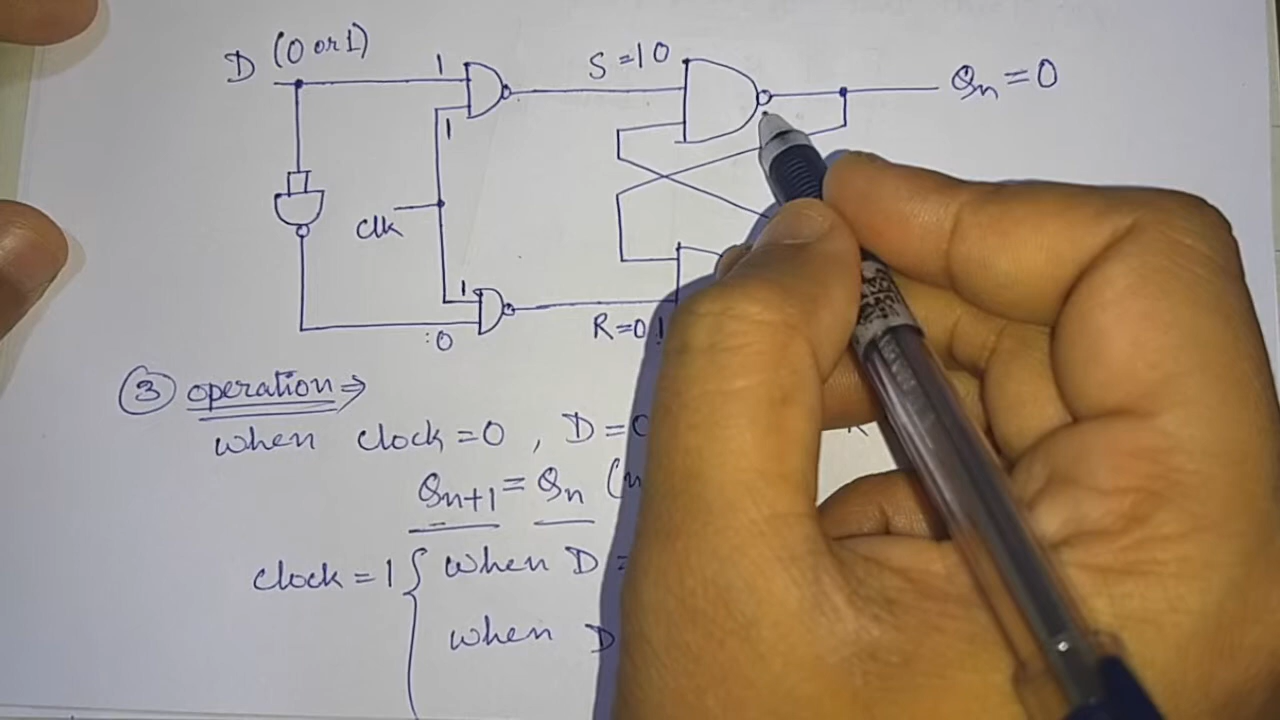 D (0 or 1)
1
S = 1 0
Qn = 0
1
clk
1
:0
R = 0 1
③ operation ⇒
when clock = 0 , D = 0
Qn+1 = Qn (
clock = 1 { when D =
when D